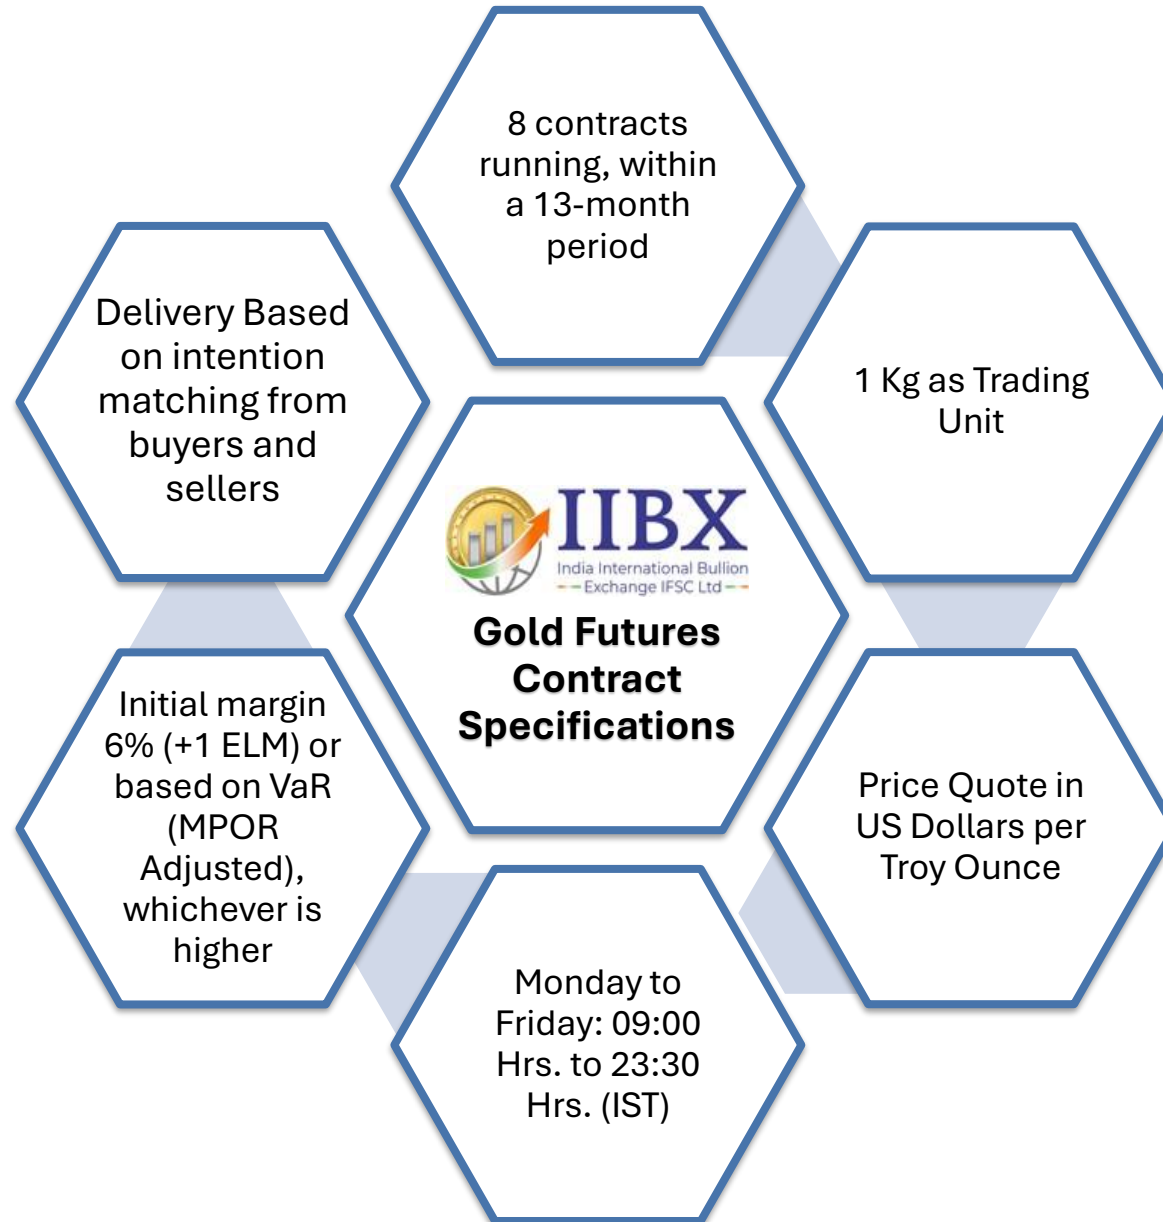 8 contracts
running, within
a 13-month
period
1 Kg as Trading
Unit
Price Quote in
US Dollars per
Troy Ounce
Monday to
Friday: 09:00
Hrs. to 23:30
Hrs. (IST)
Initial margin
6% (+1 ELM) or
based on VaR
(MPOR
Adjusted),
whichever is
higher
Delivery Based
on intention
matching from
buyers and
sellers
IIBX
India International Bullion
Exchange IFSC Ltd
Gold Futures
Contract
Specifications